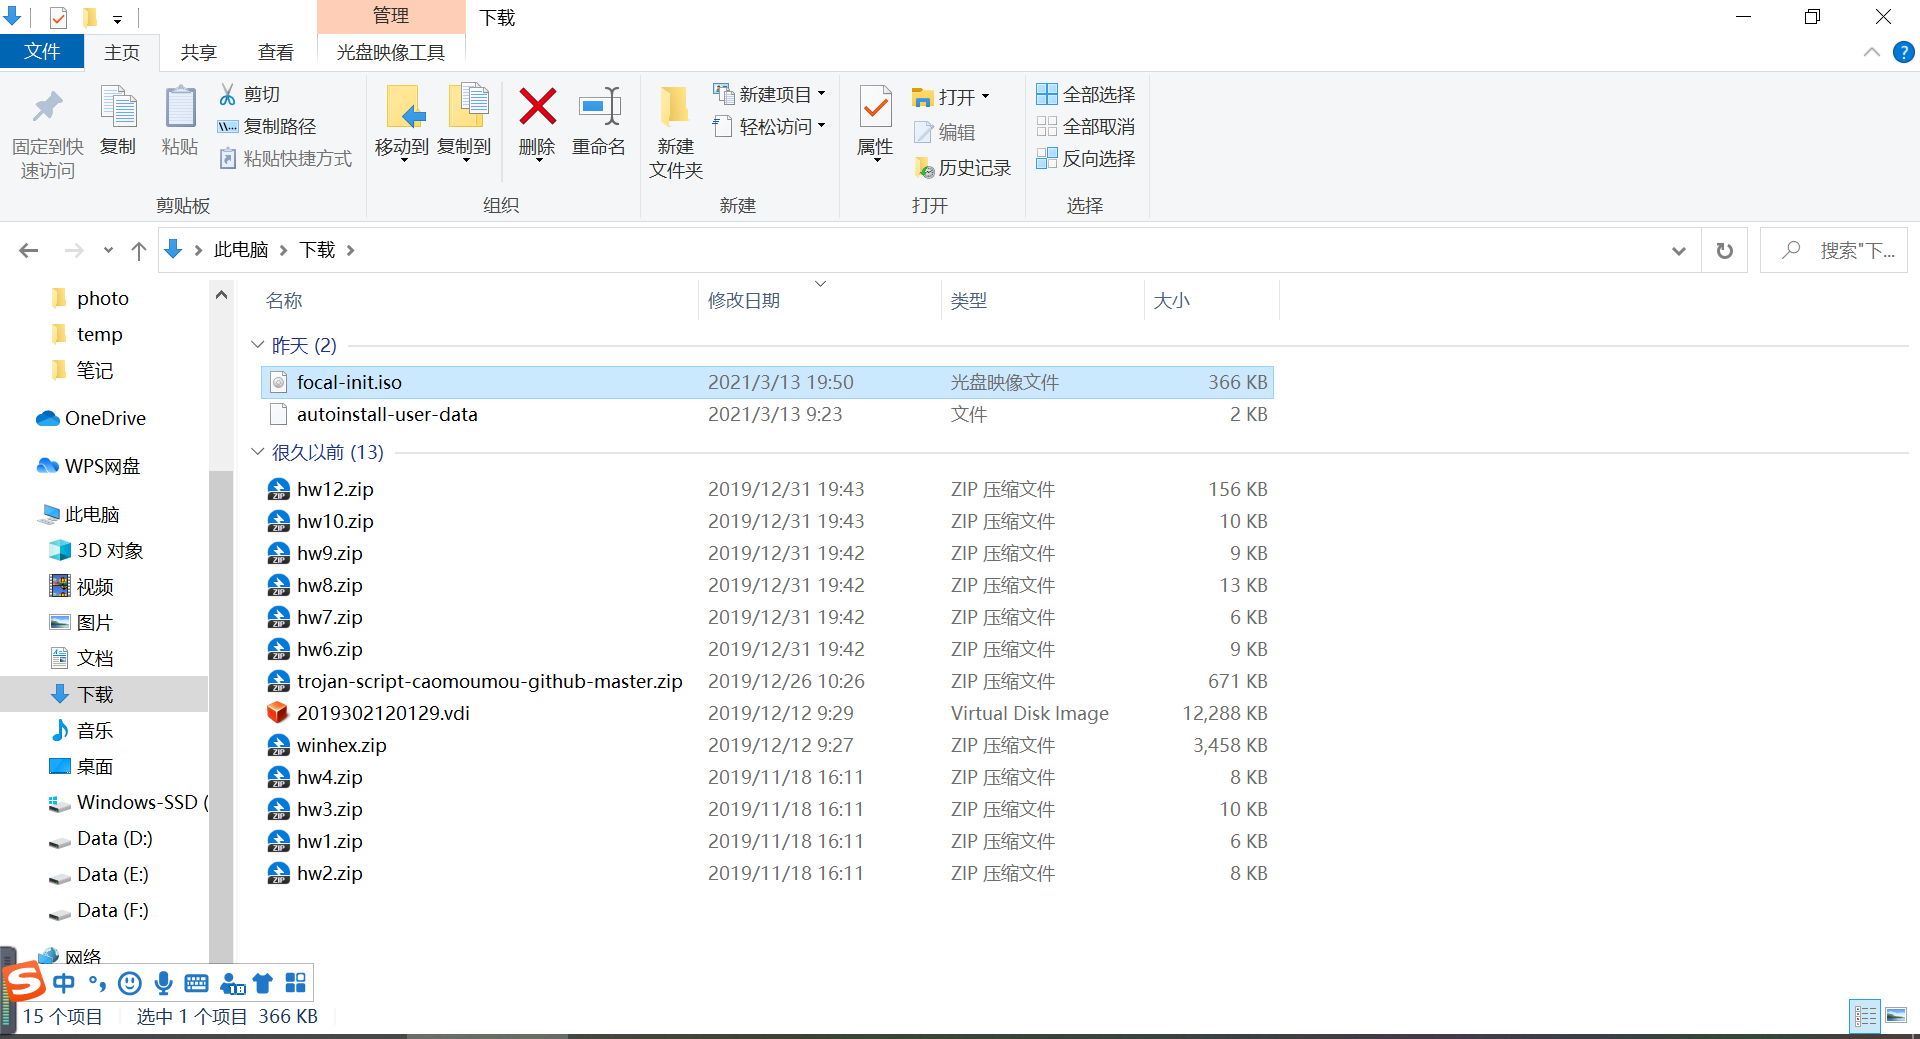 管理
下载
文件
主页
共享
查看
光盘映像工具
固定到快
速访问
复制
粘贴
剪切
复制路径
粘贴快捷方式
剪贴板
移动到
复制到
删除
重命名
组织
新建
文件夹
新建项目
轻松访问
新建
属性
打开
编辑
历史记录
打开
全部选择
全部取消
反向选择
选择
此电脑
下载
搜索"下...
photo
temp
笔记
OneDrive
WPS网盘
此电脑
3D 对象
视频
图片
文档
下载
音乐
桌面
Windows-SSD (
Data (D:)
Data (E:)
Data (F:)
网络
名称 修改日期 类型 大小
昨天 (2)
focal-init.iso 2021/3/13 19:50 光盘映像文件 366 KB
autoinstall-user-data 2021/3/13 9:23 文件 2 KB
很久以前 (13)
hw12.zip 2019/12/31 19:43 ZIP 压缩文件 156 KB
hw10.zip 2019/12/31 19:43 ZIP 压缩文件 10 KB
hw9.zip 2019/12/31 19:42 ZIP 压缩文件 9 KB
hw8.zip 2019/12/31 19:42 ZIP 压缩文件 13 KB
hw7.zip 2019/12/31 19:42 ZIP 压缩文件 6 KB
hw6.zip 2019/12/31 19:42 ZIP 压缩文件 9 KB
trojan-script-caomoumou-github-master.zip 2019/12/26 10:26 ZIP 压缩文件 671 KB
2019302120129.vdi 2019/12/12 9:29 Virtual Disk Image 12,288 KB
winhex.zip 2019/12/12 9:27 ZIP 压缩文件 3,458 KB
hw4.zip 2019/11/18 16:11 ZIP 压缩文件 8 KB
hw3.zip 2019/11/18 16:11 ZIP 压缩文件 10 KB
hw1.zip 2019/11/18 16:11 ZIP 压缩文件 6 KB
hw2.zip 2019/11/18 16:11 ZIP 压缩文件 8 KB
S 中 °，
18
15 个项目 选中 1 个项目 366 KB